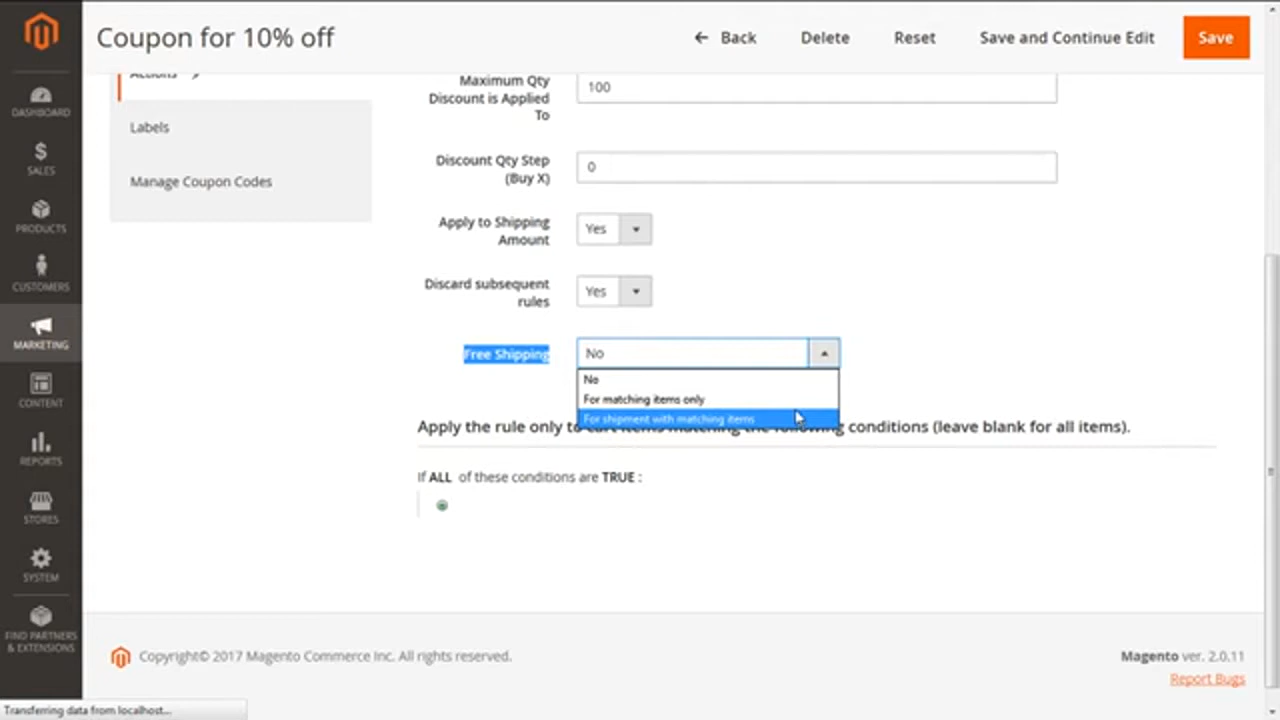 Coupon for 10% off
← Back
Delete
Reset
Save and Continue Edit
Save
DASHBOARD
SALES
PRODUCTS
CUSTOMERS
MARKETING
CONTENT
REPORTS
STORES
SYSTEM
FIND PARTNERS
& EXTENSIONS
Actions
Labels
Manage Coupon Codes
Maximum Qty
Discount is Applied
To
100
Discount Qty Step
(Buy X)
0
Apply to Shipping
Amount
Yes
Discard subsequent
rules
Yes
Free Shipping
No
No
For matching items only
For shipment with matching items
Apply the rule only to cart items matching the following conditions (leave blank for all items).
If ALL of these conditions are TRUE :
Copyright© 2017 Magento Commerce Inc. All rights reserved.
Magento ver. 2.0.11
Report Bugs
Transferring data from localhost...